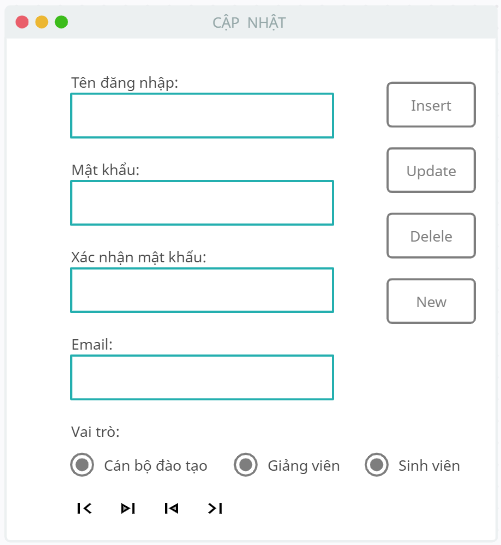 CẬP NHẬT
Tên đăng nhập:
Insert
Mật khẩu:
Update
Xác nhận mật khẩu:
Delele
Email:
New
Vai trò:
Cán bộ đào tạo Giảng viên Sinh viên